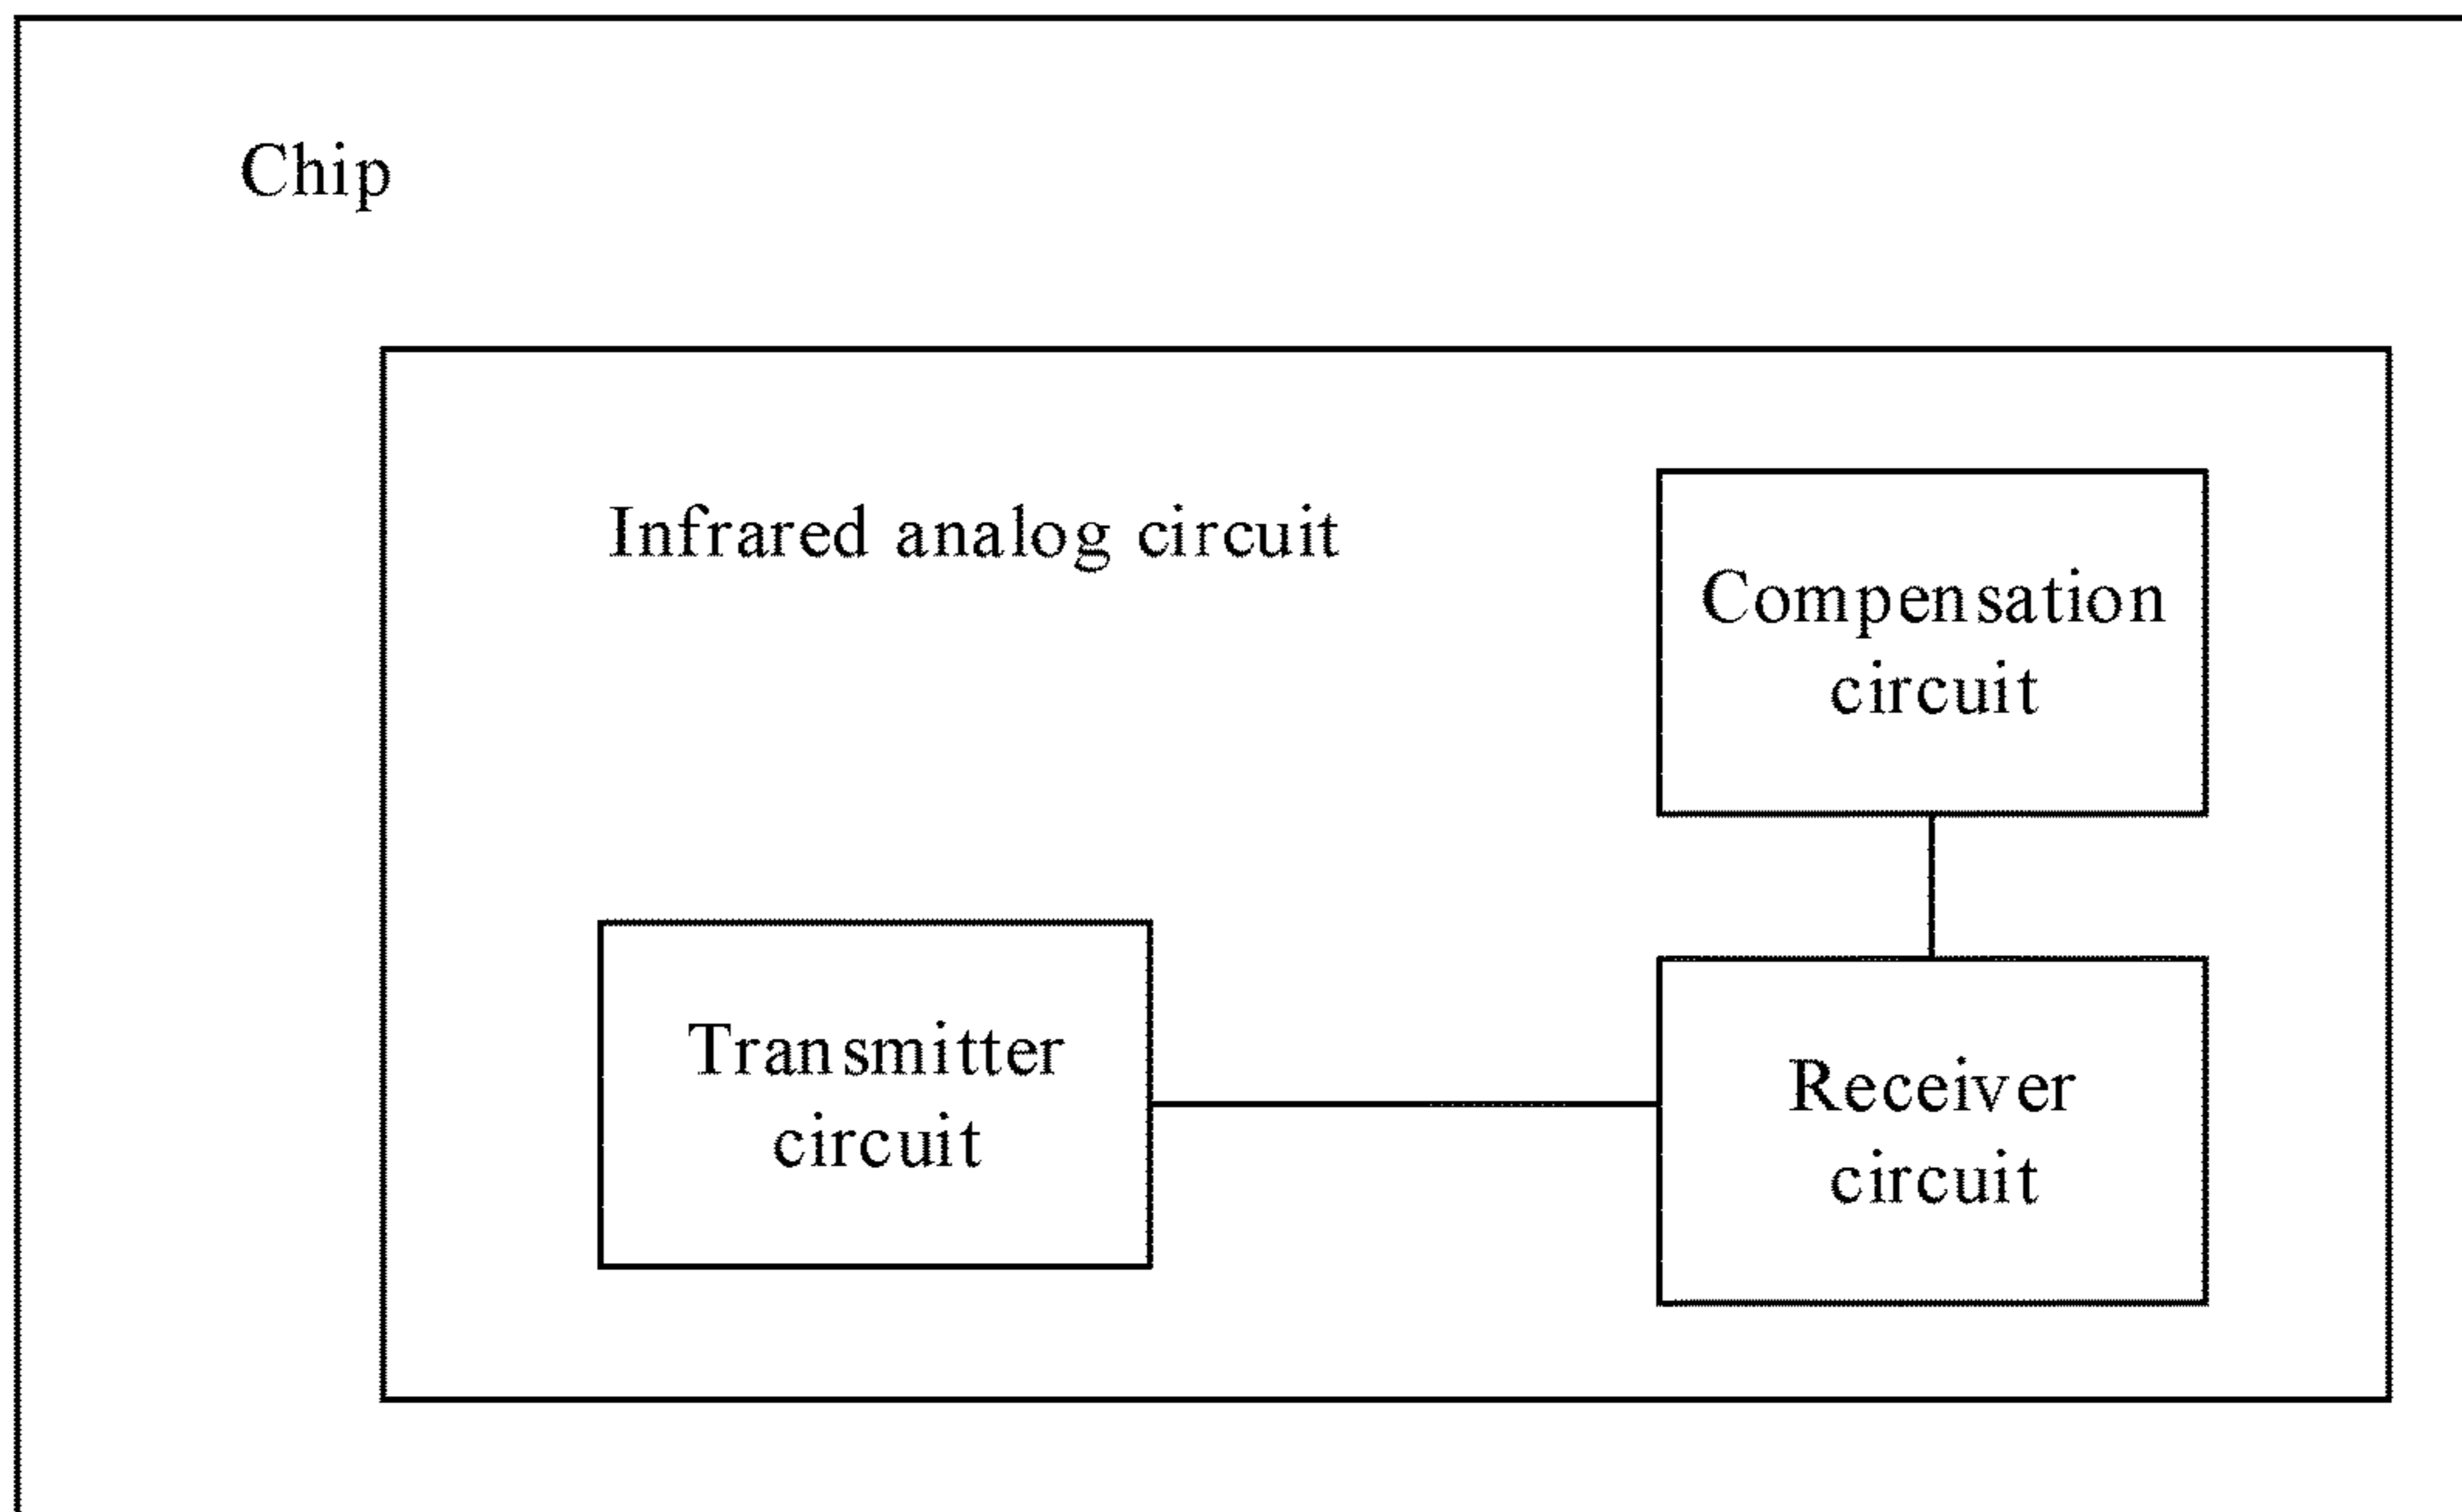 Chip
Infrared analog circuit
Compensation
circuit
Transmitter
circuit
Receiver
circuit